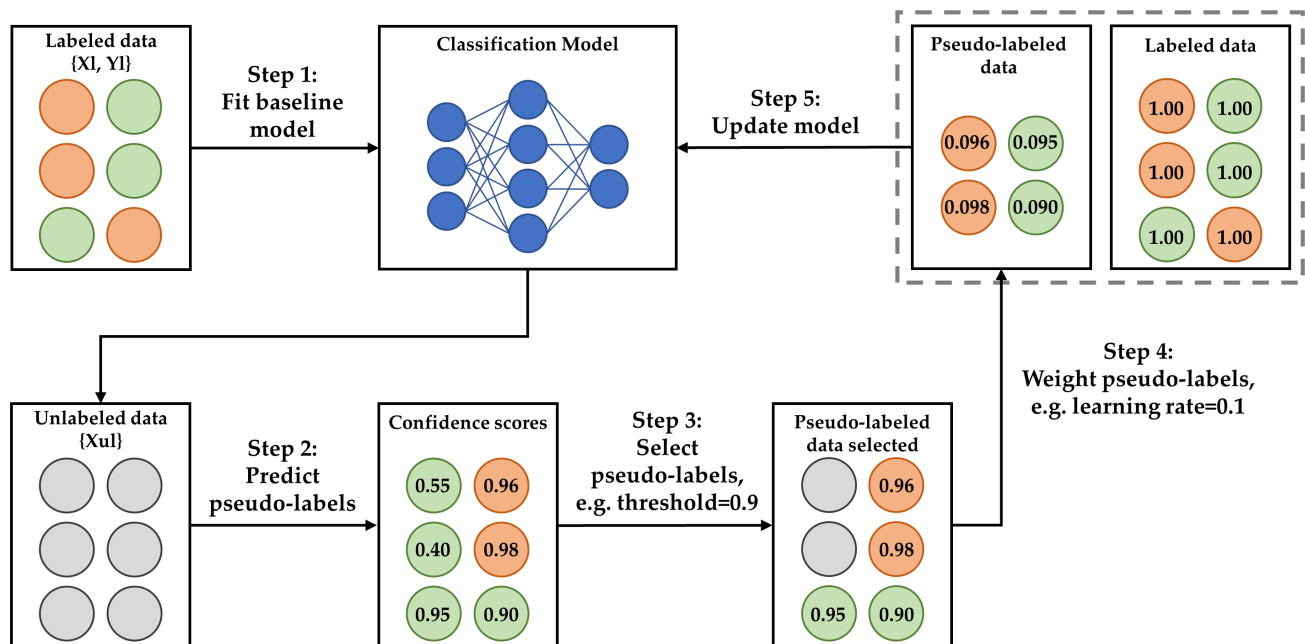 Labeled data
{Xl, Yl}
Step 1:
Fit baseline
model
Classification Model
Step 5:
Update model
Pseudo-labeled
data
0.096
0.095
0.098
0.090
Labeled data
1.00
1.00
1.00
1.00
1.00
1.00
Unlabeled data
{Xul}
Step 2:
Predict
pseudo-labels
Confidence scores
0.55
0.96
0.40
0.98
0.95
0.90
Step 3:
Select
pseudo-labels,
e.g. threshold=0.9
Pseudo-labeled
data selected
0.96
0.98
0.95
0.90
Step 4:
Weight pseudo-labels,
e.g. learning rate=0.1